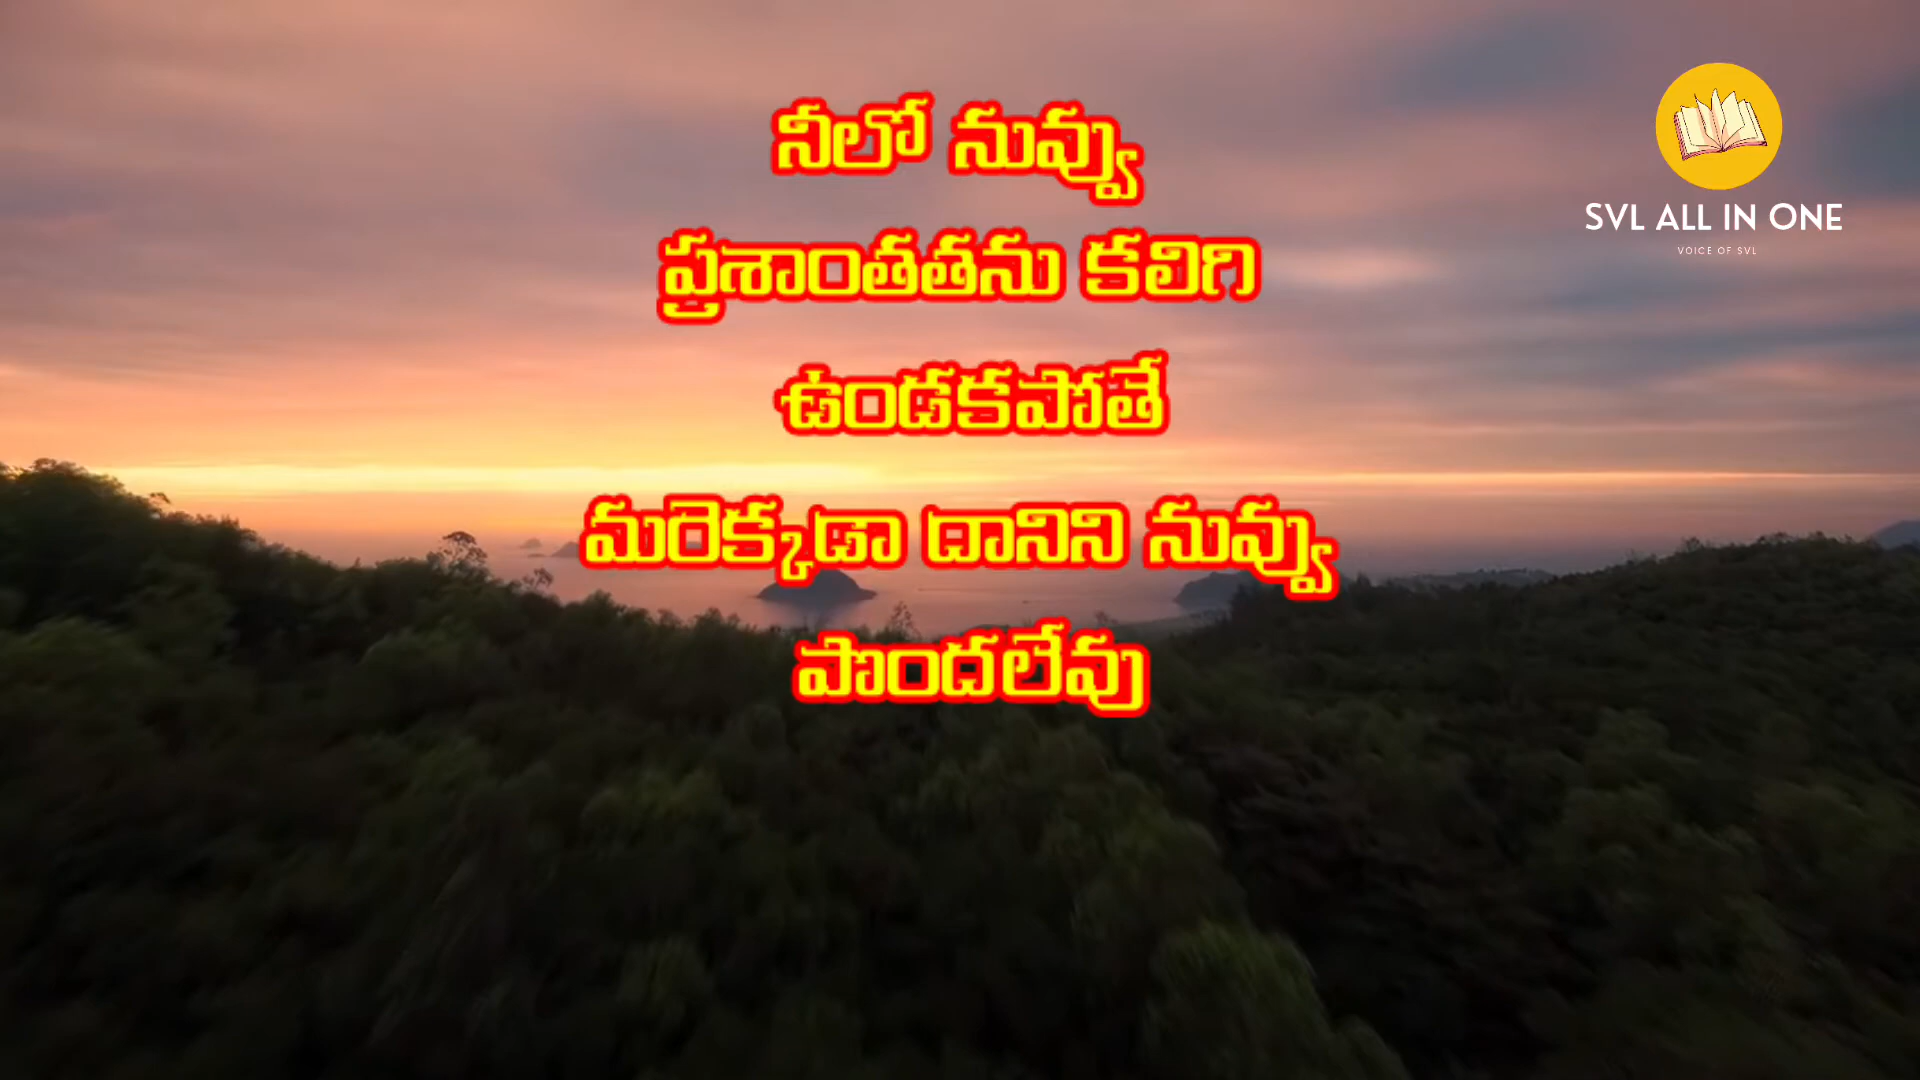 నీలో నువ్వు
ప్రశాంతతను కలిగి
ఉండకపోతే
మరెక్కడా దానిని నువ్వు
పొందలేవు
SVL ALL IN ONE
VOICE OF SVL